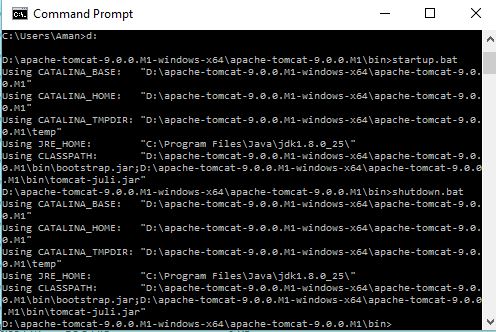 Command Prompt
C:\Users\Aman>d:
D:\apache-tomcat-9.0.0.M1-windows-x64\apache-tomcat-9.0.0.M1\bin>startup.bat
Using CATALINA_BASE:   "D:\apache-tomcat-9.0.0.M1-windows-x64\apache-tomcat-9.0.
0.M1"
Using CATALINA_HOME:   "D:\apache-tomcat-9.0.0.M1-windows-x64\apache-tomcat-9.0.
0.M1"
Using CATALINA_TMPDIR: "D:\apache-tomcat-9.0.0.M1-windows-x64\apache-tomcat-9.0.
0.M1\temp"
Using JRE_HOME:        "C:\Program Files\Java\jdk1.8.0_25\"
Using CLASSPATH:       "D:\apache-tomcat-9.0.0.M1-windows-x64\apache-tomcat-9.0.
0.M1\bin\bootstrap.jar;D:\apache-tomcat-9.0.0.M1-windows-x64\apache-tomcat-9.0.0
.M1\bin\tomcat-juli.jar"
D:\apache-tomcat-9.0.0.M1-windows-x64\apache-tomcat-9.0.0.M1\bin>shutdown.bat
Using CATALINA_BASE:   "D:\apache-tomcat-9.0.0.M1-windows-x64\apache-tomcat-9.0.
0.M1"
Using CATALINA_HOME:   "D:\apache-tomcat-9.0.0.M1-windows-x64\apache-tomcat-9.0.
0.M1"
Using CATALINA_TMPDIR: "D:\apache-tomcat-9.0.0.M1-windows-x64\apache-tomcat-9.0.
0.M1\temp"
Using JRE_HOME:        "C:\Program Files\Java\jdk1.8.0_25\"
Using CLASSPATH:       "D:\apache-tomcat-9.0.0.M1-windows-x64\apache-tomcat-9.0.
0.M1\bin\bootstrap.jar;D:\apache-tomcat-9.0.0.M1-windows-x64\apache-tomcat-9.0.0
.M1\bin\tomcat-juli.jar"
D:\apache-tomcat-9.0.0.M1-windows-x64\apache-tomcat-9.0.0.M1\bin>